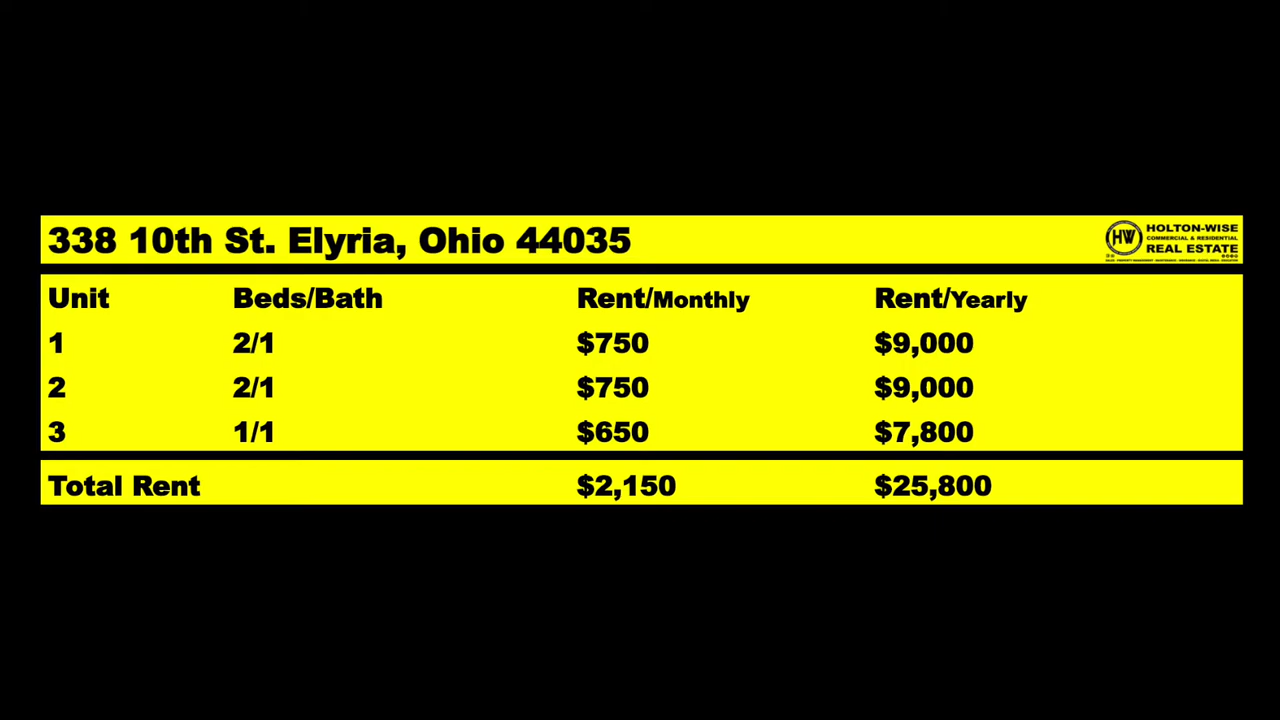 338 10th St. Elyria, Ohio 44035
HW
HOLTON-WISE
COMMERCIAL & RESIDENTIAL
REAL ESTATE
Unit Beds/Bath Rent/Monthly Rent/Yearly
1 2/1 $750 $9,000
2 2/1 $750 $9,000
3 1/1 $650 $7,800
Total Rent $2,150 $25,800